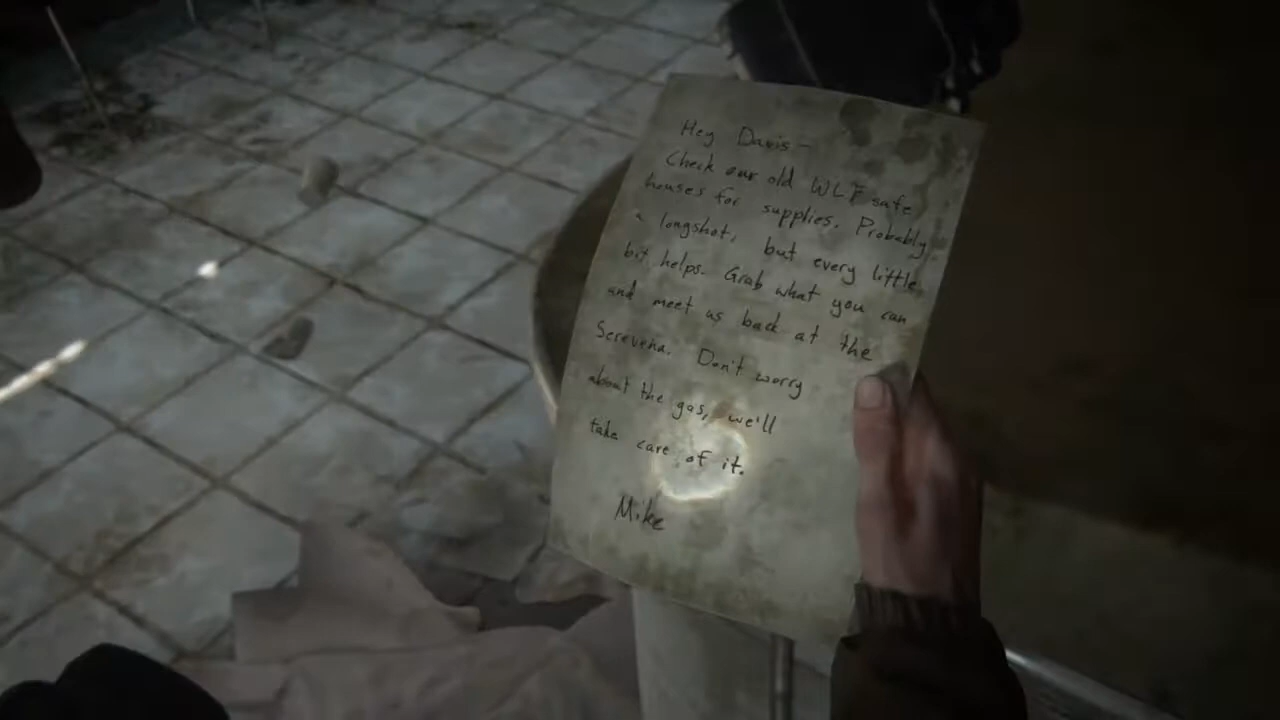 Hey Davis -
Check our old WLF safe
houses for supplies. Probably
a longshot, but every little
bit helps. Grab what you can
and meet us back at the
Serevena. Don't worry
about the gas, we'll
take care of it.
Mike